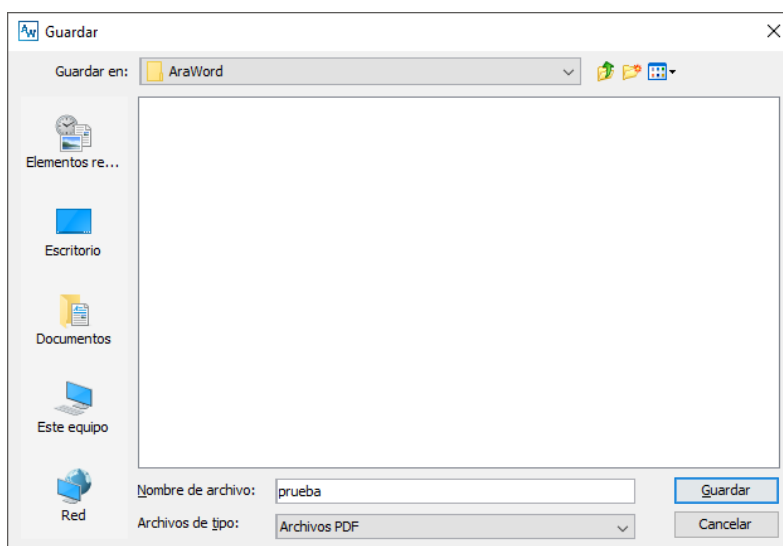 AW Guardar
Guardar en: AraWord
Elementos re...
Escritorio
Documentos
Este equipo
Red
Nombre de archivo: prueba Guardar
Archivos de tipo: Archivos PDF Cancelar